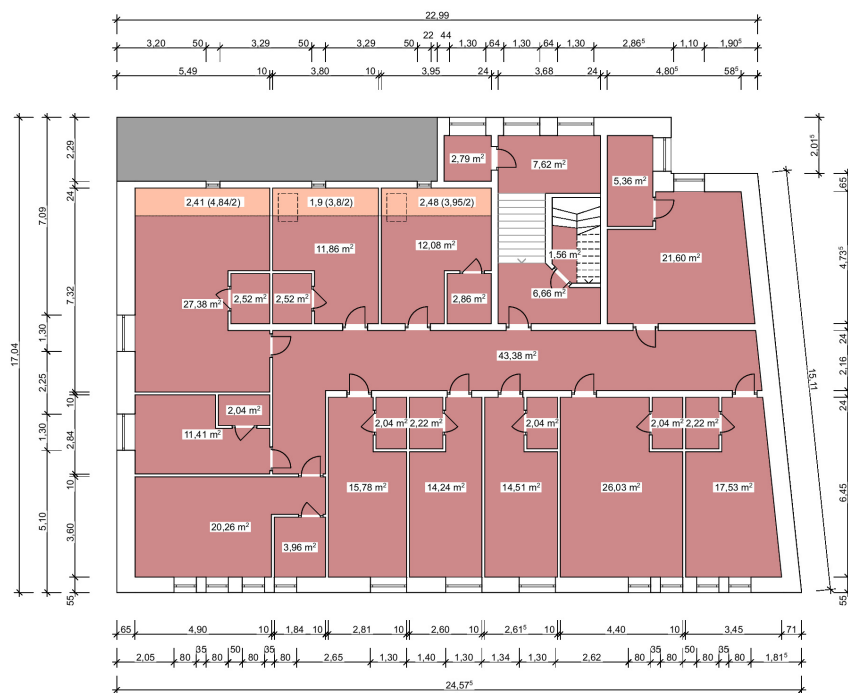 22,99
3,20 50 3,29 50 3,29 50 22 44 1,30 64 1,30 64 1,30 2,86⁵ 1,10 1,90⁵
5,49 10 3,80 10 3,95 24 3,68 24 4,80⁵ 58⁵
17,04
7,09
1,30
2,25
1,30
5,10
2,29
24
7,32
10
2,84
10
3,60
55
2,79 m²
7,62 m²
5,36 m²
2,41 (4,84/2)
1,9 (3,8/2)
2,48 (3,95/2)
11,86 m²
12,08 m²
1,56 m²
21,60 m²
27,38 m²
2,52 m²
2,52 m²
2,86 m²
6,66 m²
43,38 m²
2,04 m²
11,41 m²
2,04 m²
2,22 m²
2,04 m²
2,04 m²
2,22 m²
15,78 m²
14,24 m²
14,51 m²
26,03 m²
17,53 m²
20,26 m²
3,96 m²
2,01⁵
65
4,73⁵
24
2,16
24
6,45
55
15,11
65 4,90 10 1,84 10 2,81 10 2,60 10 2,61⁵ 10 4,40 10 3,45 71
2,05 80 35 80 50 80 35 80 2,65 1,30 1,40 1,30 1,34 1,30 2,62 80 35 80 50 80 35 80 1,81⁵
24,57⁵